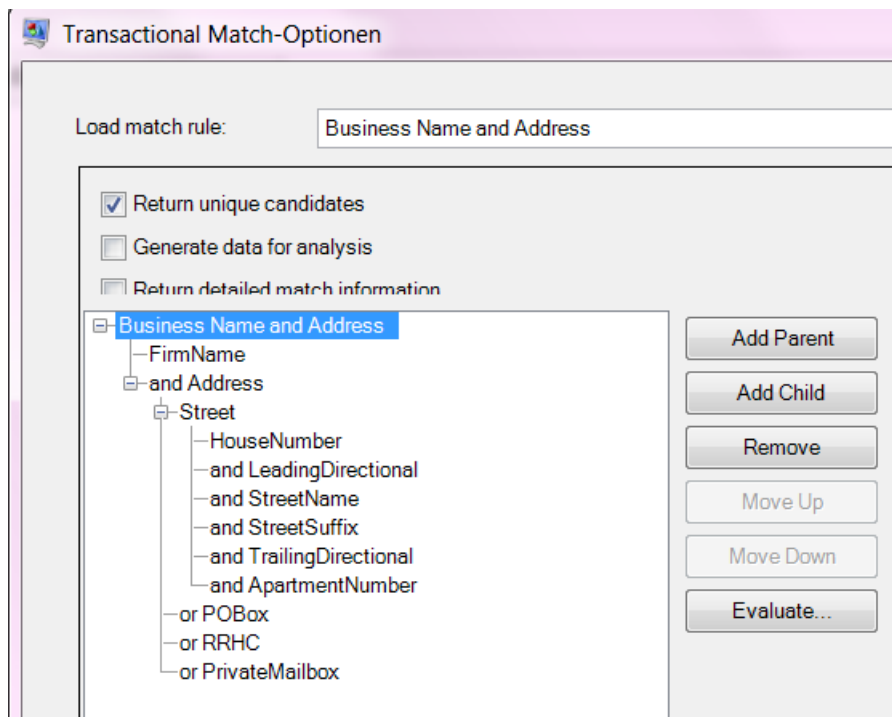 Transactional Match-Optionen
Load match rule: Business Name and Address
Return unique candidates
Generate data for analysis
Return detailed match information
Business Name and Address
FirmName
and Address
Street
HouseNumber
and LeadingDirectional
and StreetName
and StreetSuffix
and TrailingDirectional
and ApartmentNumber
or POBox
or RRHC
or PrivateMailbox
Add Parent
Add Child
Remove
Move Up
Move Down
Evaluate...